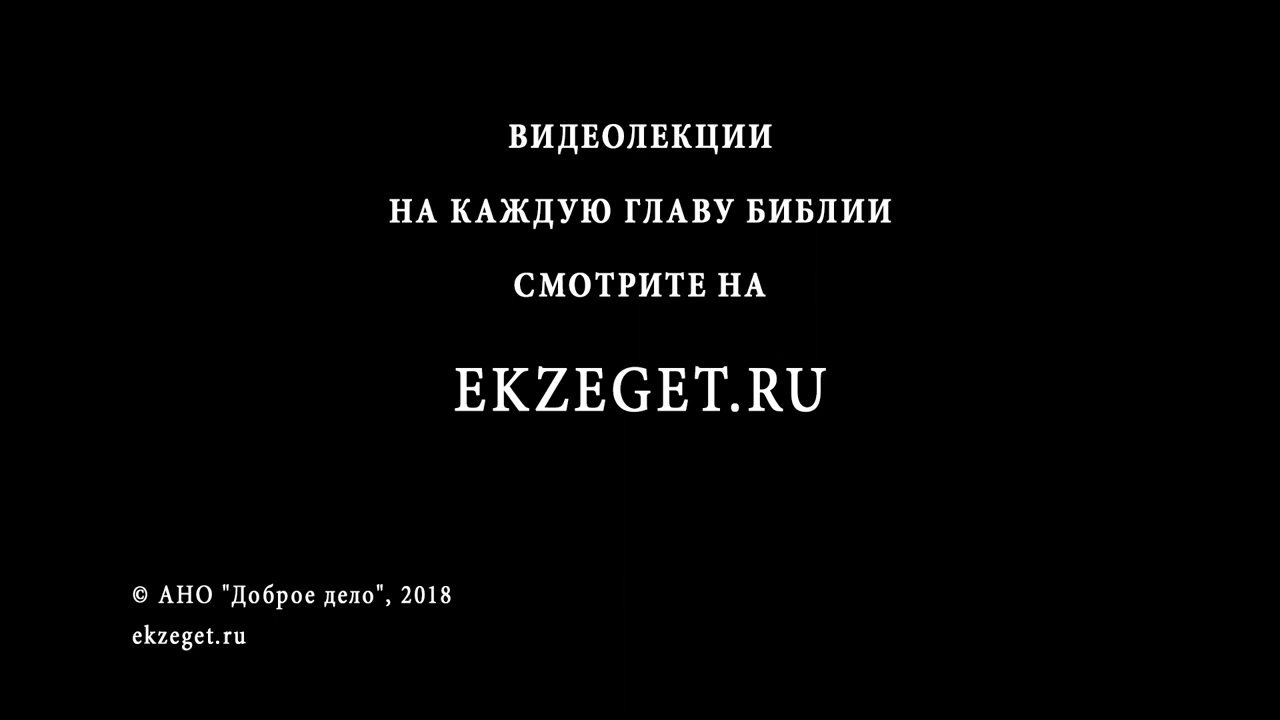 ВИДЕОЛЕКЦИИ
НА КАЖДУЮ ГЛАВУ БИБЛИИ
СМОТРИТЕ НА
EKZEGET.RU
© АНО "Доброе дело", 2018
ekzeget.ru